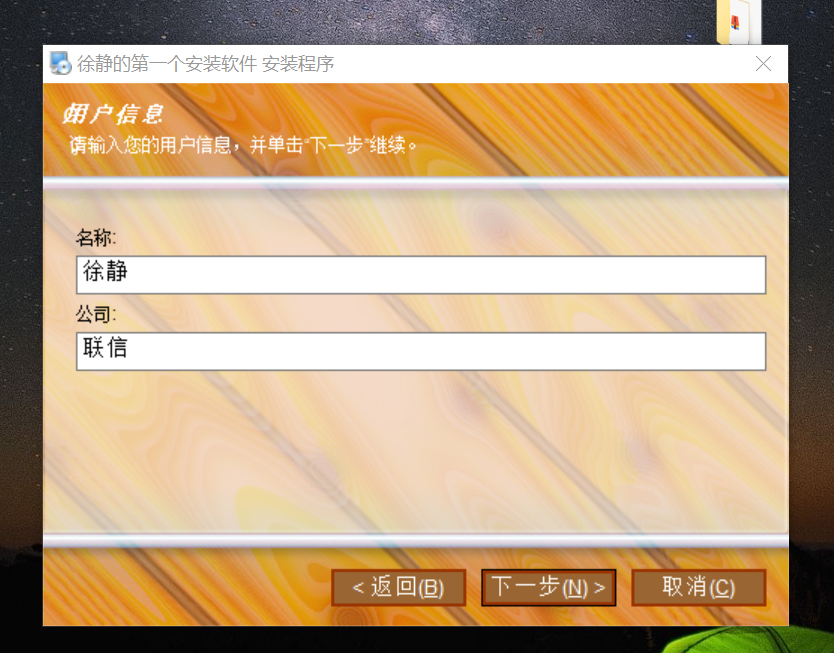 徐静的第一个安装软件 安装程序
用户信息
请输入您的用户信息，并单击“下一步”继续。
名称:
徐静
公司:
联信
< 返回(B)
下一步(N) >
取消(C)